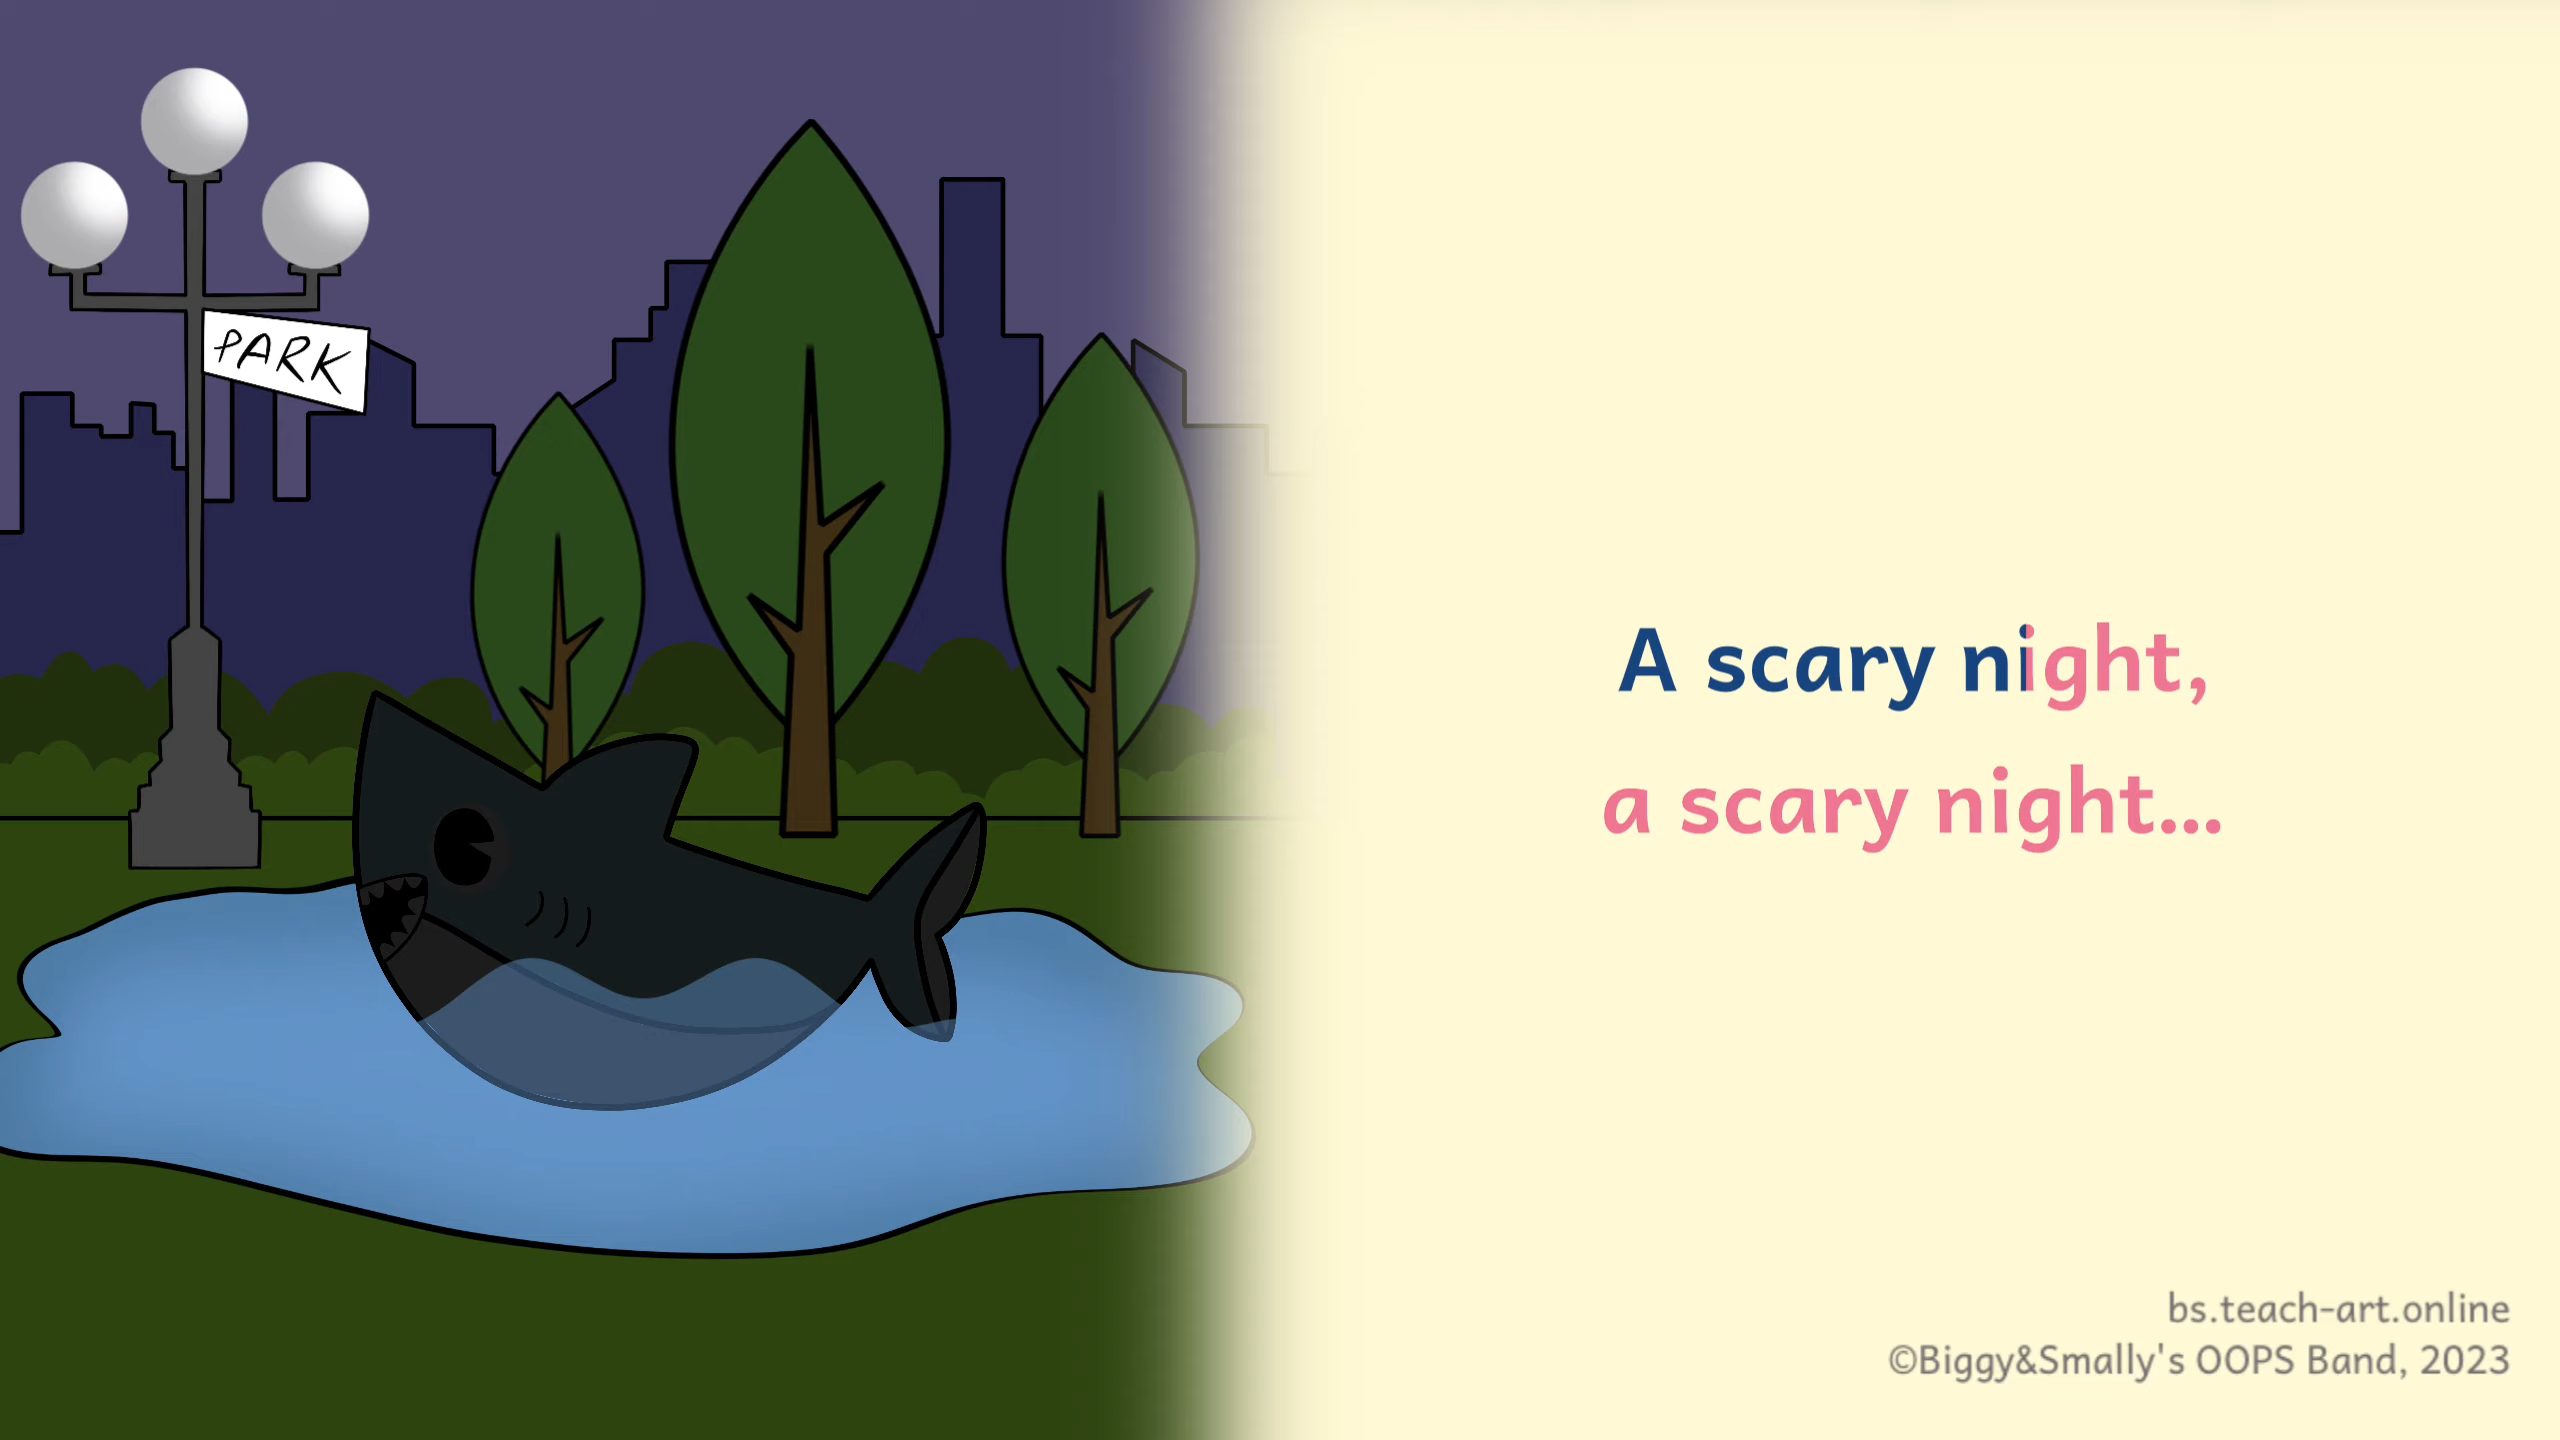 PARK
A scary night,
a scary night...
bs.teach-art.online
©Biggy&Smally's OOPS Band, 2023